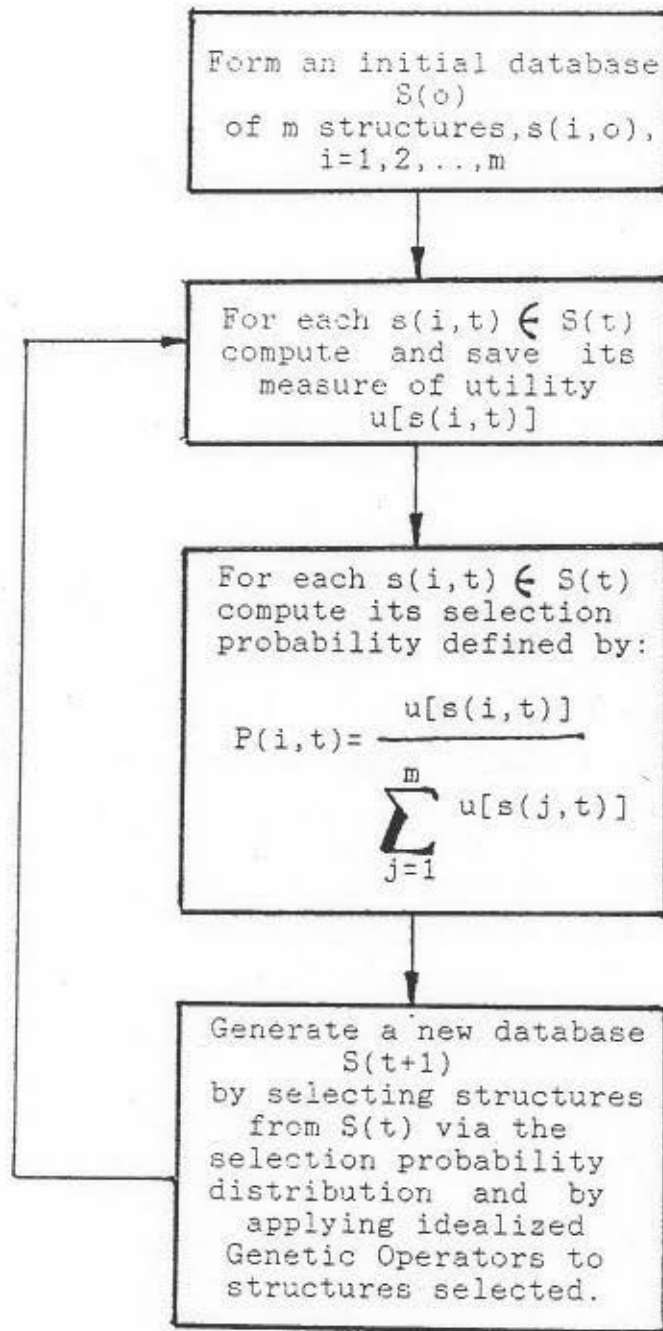 Form an initial database
S(o)
of m structures,s(i,o),
i=1,2,..,m
For each s(i,t) ∈ S(t)
compute and save its
measure of utility
u[s(i,t)]
For each s(i,t) ∈ S(t)
compute its selection
probability defined by:
u[s(i,t)]
P(i,t)=
m
∑ u[s(j,t)]
j=1
Generate a new database
S(t+1)
by selecting structures
from S(t) via the
selection probability
distribution and by
applying idealized
Genetic Operators to
structures selected.